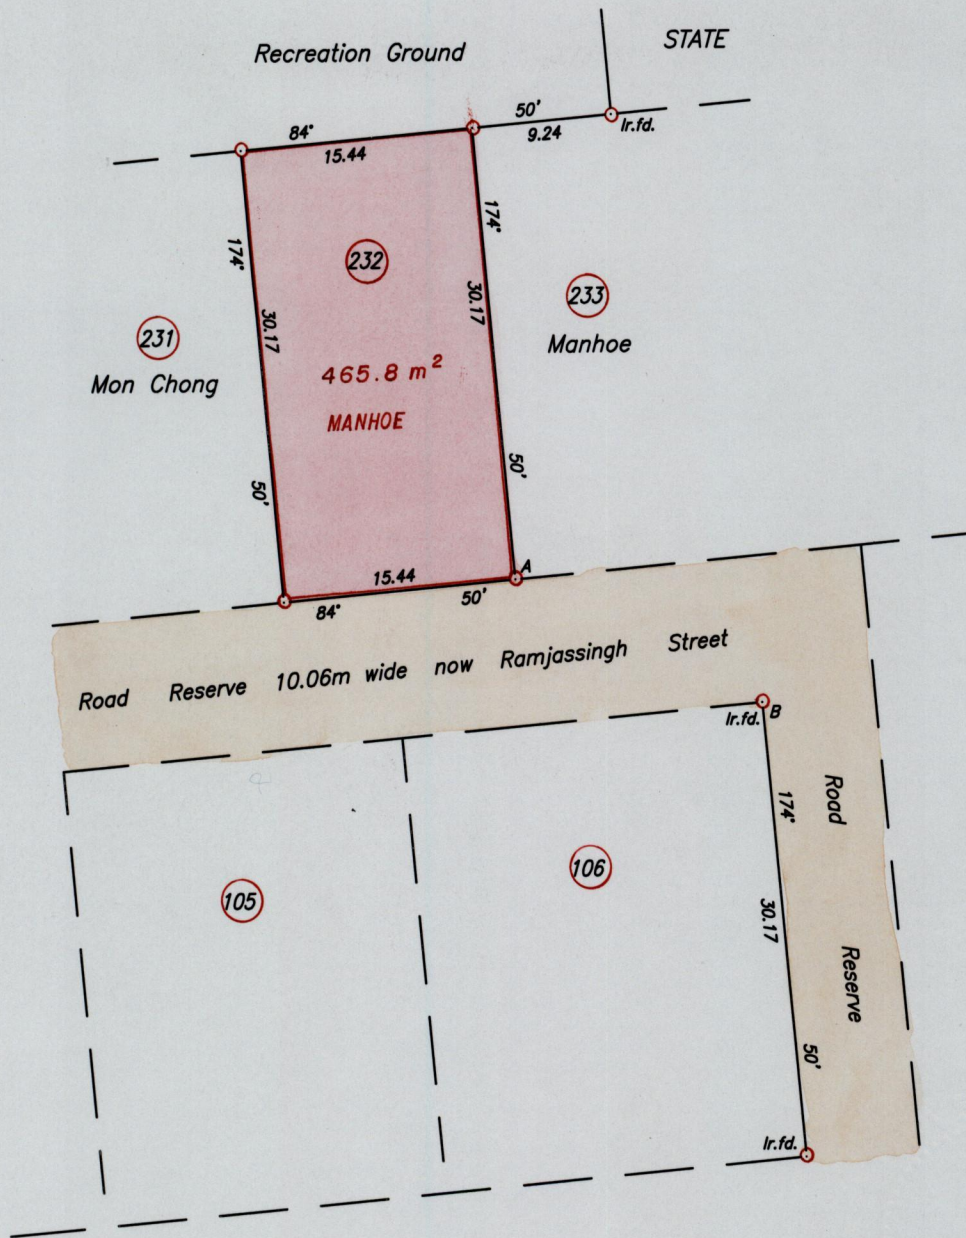 Recreation Ground
STATE
84°
50'
15.44
9.24
Ir.fd.
174°
174°
232
30.17
30.17
233
Manhoe
231
Mon Chong
465.8 m²
MANHOE
50'
50'
15.44
A
84°
50'
Road Reserve 10.06m wide now Ramjassingh Street
Ir.fd.
B
174°
Road
105
106
30.17
Reserve
50'
Ir.fd.